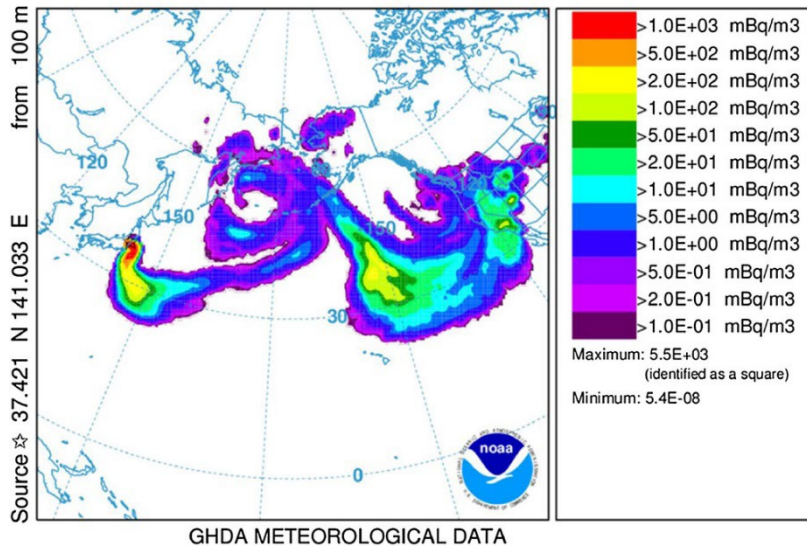 Source ☆ 37.421 N 141.033 E from 100 m
120
150
150
120
30
0
noaa
>1.0E+03 mBq/m3
>5.0E+02 mBq/m3
>2.0E+02 mBq/m3
>1.0E+02 mBq/m3
>5.0E+01 mBq/m3
>2.0E+01 mBq/m3
>1.0E+01 mBq/m3
>5.0E+00 mBq/m3
>1.0E+00 mBq/m3
>5.0E-01 mBq/m3
>2.0E-01 mBq/m3
>1.0E-01 mBq/m3
Maximum: 5.5E+03
(identified as a square)
Minimum: 5.4E-08
GHDA METEOROLOGICAL DATA